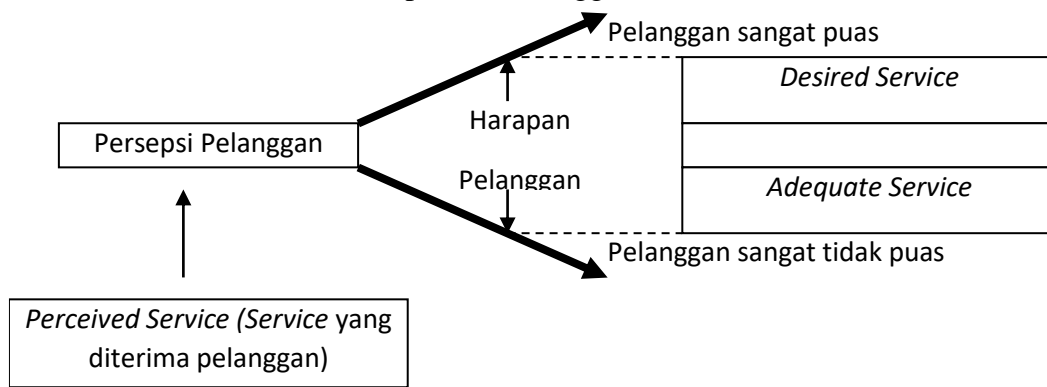 Pelanggan sangat puas
Desired Service
Harapan
Persepsi Pelanggan
Pelanggan
Adequate Service
Pelanggan sangat tidak puas
Perceived Service (Service yang
diterima pelanggan)